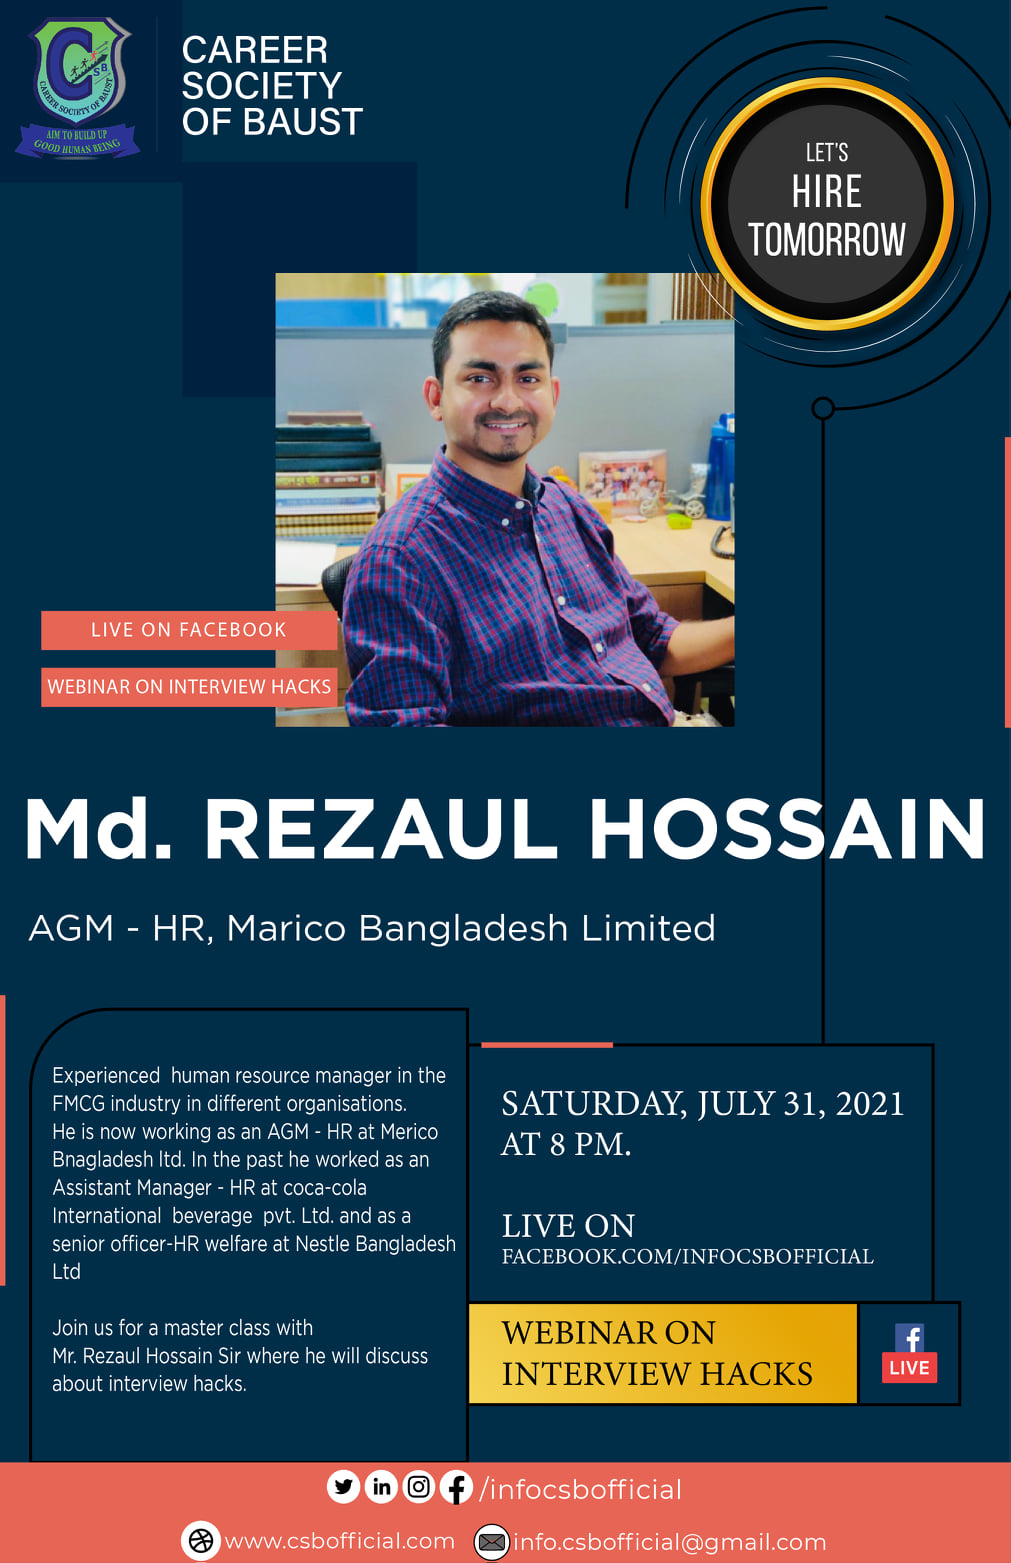 CSB
CAREER SOCIETY OF BAUST
AIM TO BUILD UP
GOOD HUMAN BEING
CAREER
SOCIETY
OF BAUST
LET'S
HIRE
TOMORROW
LIVE ON FACEBOOK
WEBINAR ON INTERVIEW HACKS
Md. REZAUL HOSSAIN
AGM - HR, Marico Bangladesh Limited
Experienced human resource manager in the
FMCG industry in different organisations.
He is now working as an AGM - HR at Merico
Bnagladesh ltd. In the past he worked as an
Assistant Manager - HR at coca-cola
International beverage pvt. Ltd. and as a
senior officer-HR welfare at Nestle Bangladesh
Ltd
Join us for a master class with
Mr. Rezaul Hossain Sir where he will discuss
about interview hacks.
SATURDAY, JULY 31, 2021
AT 8 PM.
LIVE ON
FACEBOOK.COM/INFOCSBOFFICIAL
WEBINAR ON
INTERVIEW HACKS
LIVE
/infocsbofficial
www.csbofficial.com info.csbofficial@gmail.com